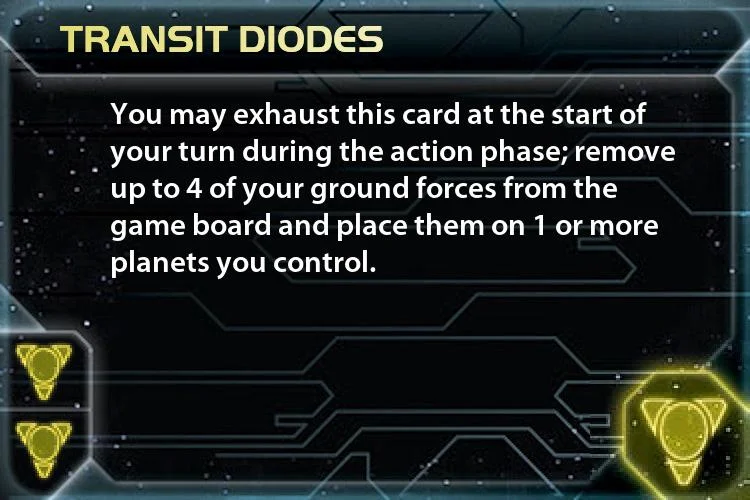 TRANSIT DIODES
You may exhaust this card at the start of
your turn during the action phase; remove
up to 4 of your ground forces from the
game board and place them on 1 or more
planets you control.